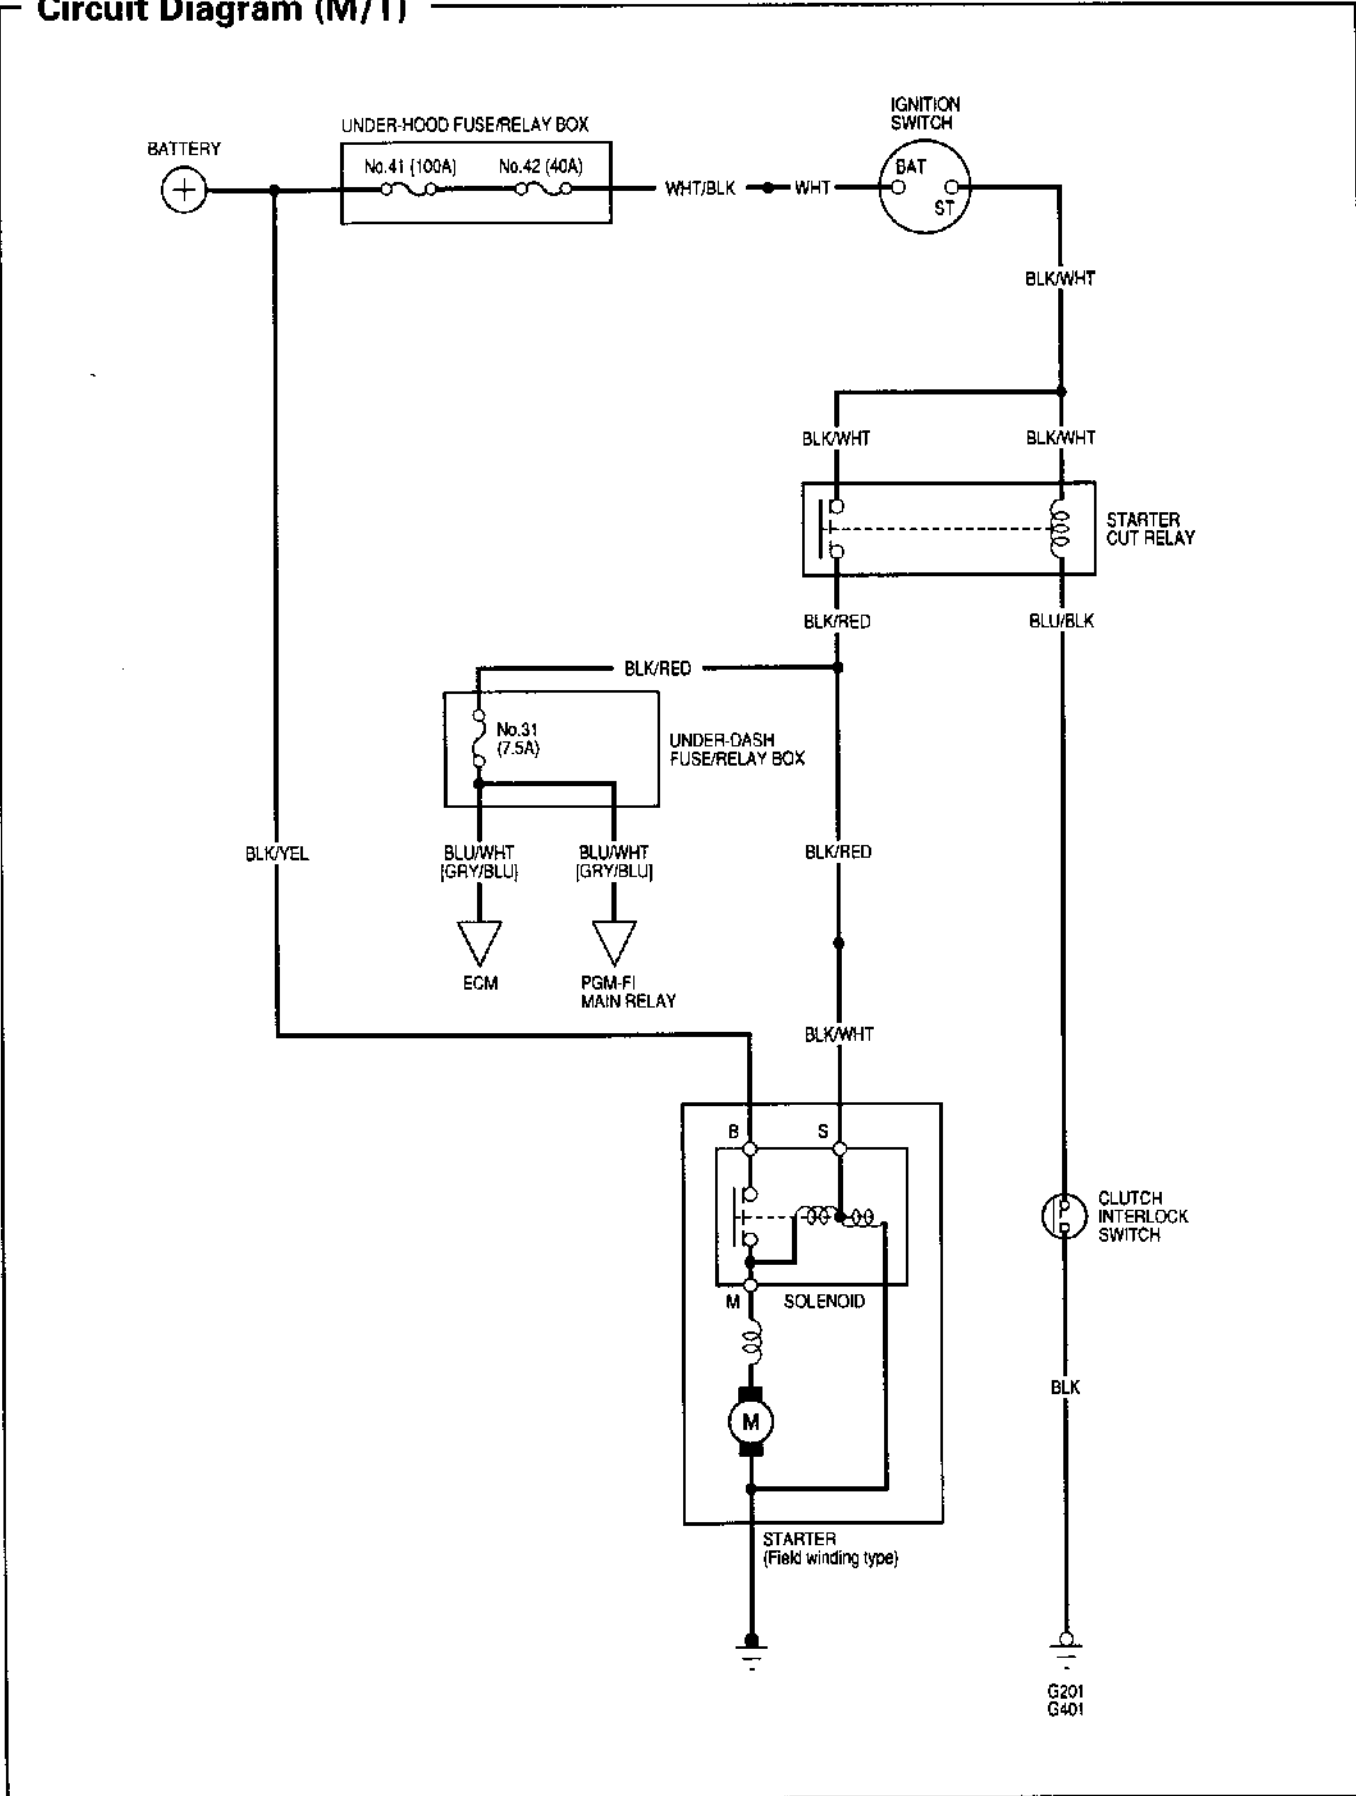 Circuit Diagram (M/T)
IGNITION
SWITCH
UNDER-HOOD FUSE/RELAY BOX
BATTERY
No.41 (100A)
No.42 (40A)
BAT
+
WHT/BLK
WHT
ST
BLK/WHT
BLK/WHT
BLK/WHT
STARTER
CUT RELAY
BLK/RED
BLU/BLK
BLK/RED
No.31
(7.5A)
UNDER-DASH
FUSE/RELAY BOX
BLK/YEL
BLU/WHT
[GRY/BLU]
BLU/WHT
[GRY/BLU]
BLK/RED
ECM
PGM-FI
MAIN RELAY
BLK/WHT
B
S
CLUTCH
INTERLOCK
SWITCH
M
SOLENOID
BLK
M
STARTER
(Field winding type)
G201
G401